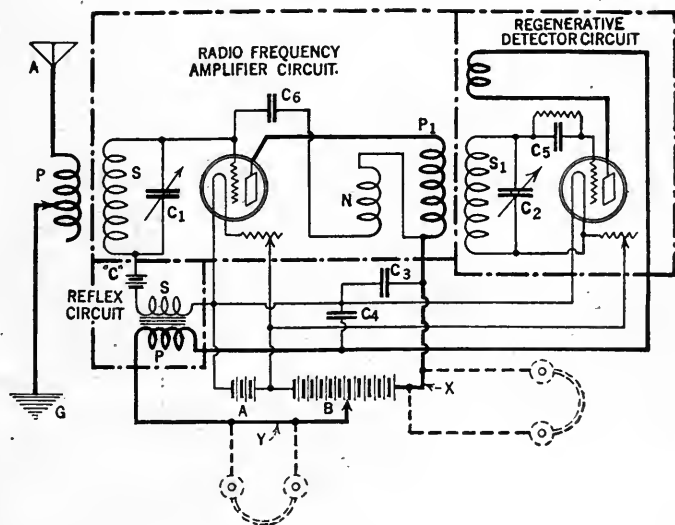 A
RADIO FREQUENCY
AMPLIFIER CIRCUIT.
REGENERATIVE
DETECTOR CIRCUIT
C6
P1
P
S
C1
N
S1
C5
C2
"C"
REFLEX
CIRCUIT
S
P
C3
C4
G
A
B
X
Y